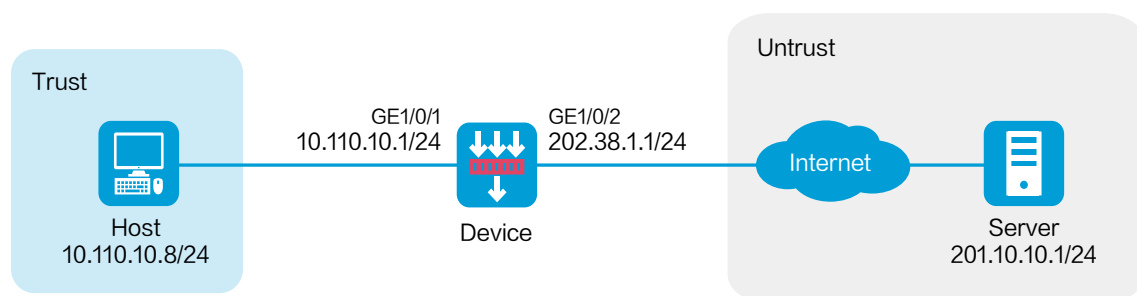 Trust
Untrust
GE1/0/1
10.110.10.1/24
GE1/0/2
202.38.1.1/24
Internet
Host
10.110.10.8/24
Device
Server
201.10.10.1/24